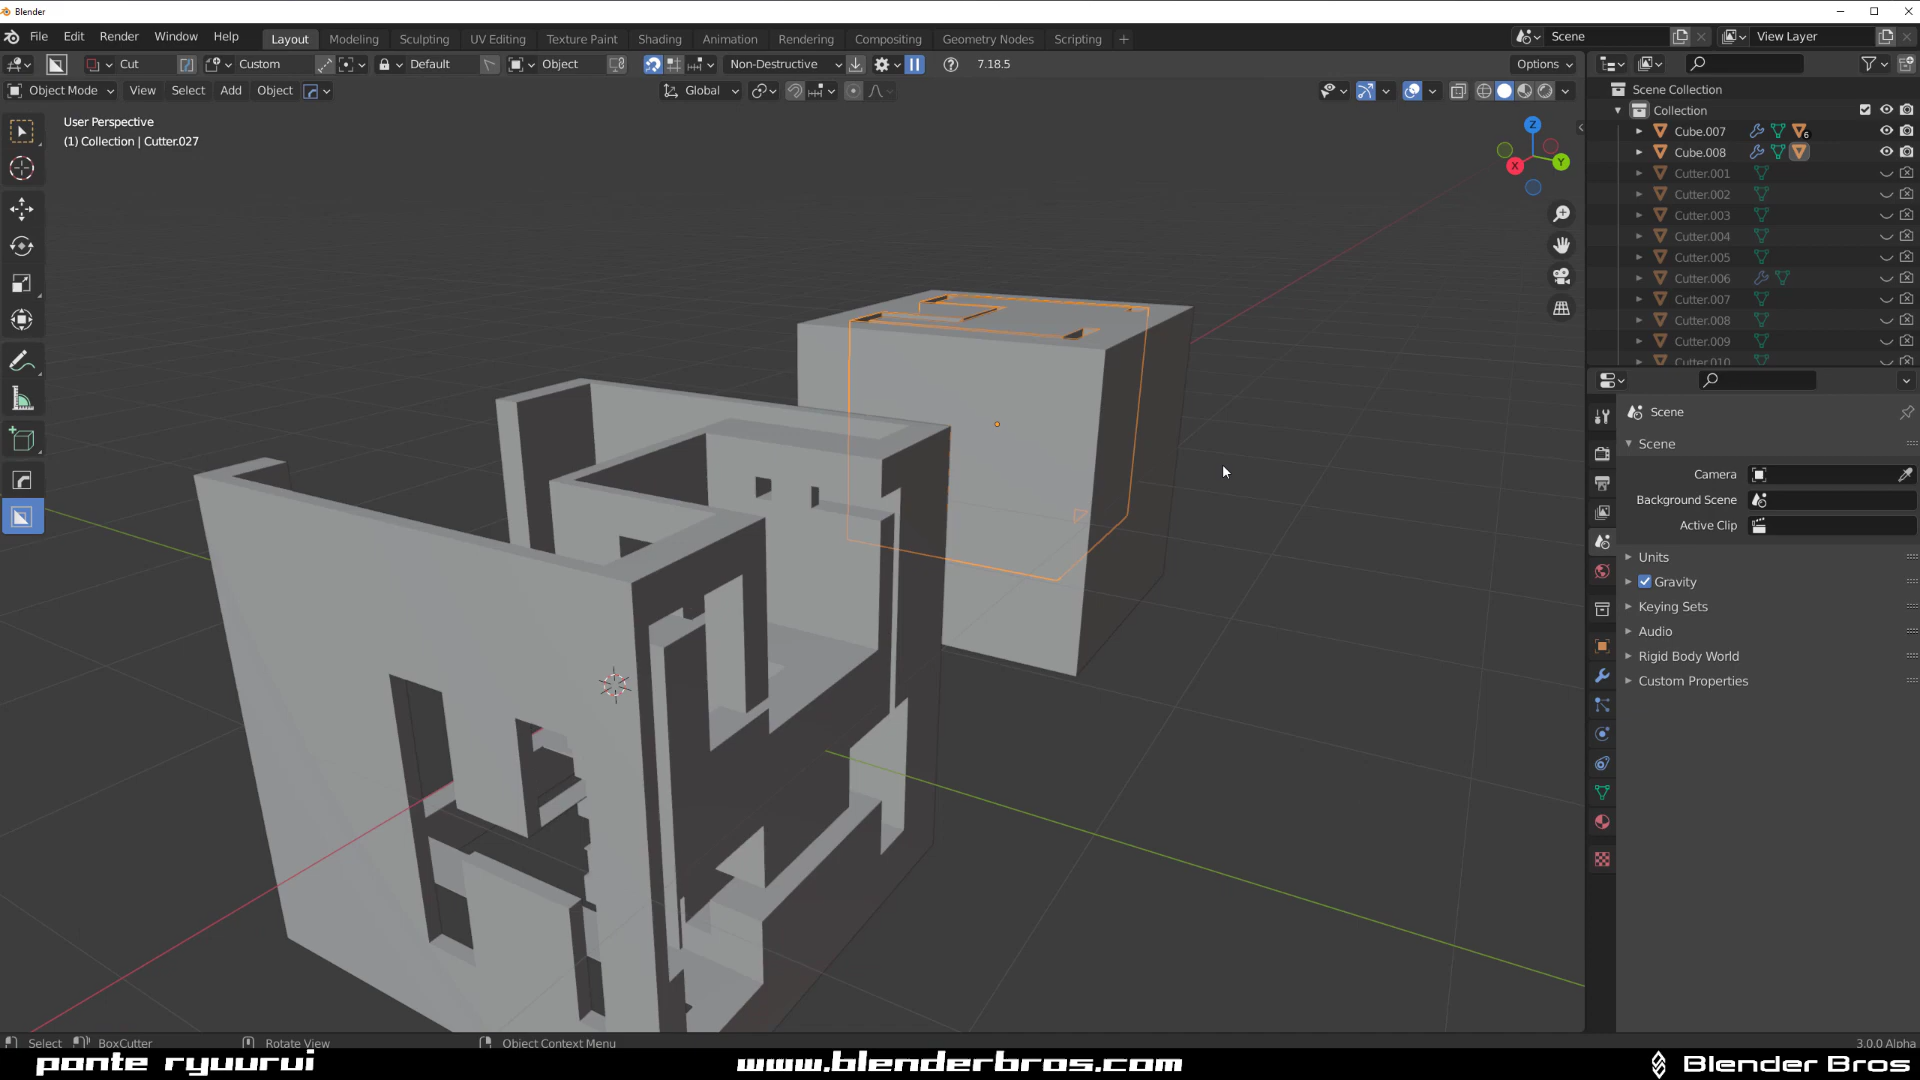 Blender
File Edit Render Window Help Layout Modeling Sculpting UV Editing Texture Paint Shading Animation Rendering Compositing Geometry Nodes Scripting + Scene View Layer
Cut Custom Default Object Non-Destructive 7.18.5 Options
Object Mode View Select Add Object Global
User Perspective
(1) Collection | Cutter.027
Z
Y
X
Scene Collection
Collection
Cube.007 6
Cube.008
Cutter.001
Cutter.002
Cutter.003
Cutter.004
Cutter.005
Cutter.006
Cutter.007
Cutter.008
Cutter.009
Cutter.010
Scene
Scene
Camera
Background Scene
Active Clip
Units
Gravity
Keying Sets
Audio
Rigid Body World
Custom Properties
Select BoxCutter Rotate View Object Context Menu 3.0.0 Alpha
ponte ryuurui www.blenderbros.com Blender Bros